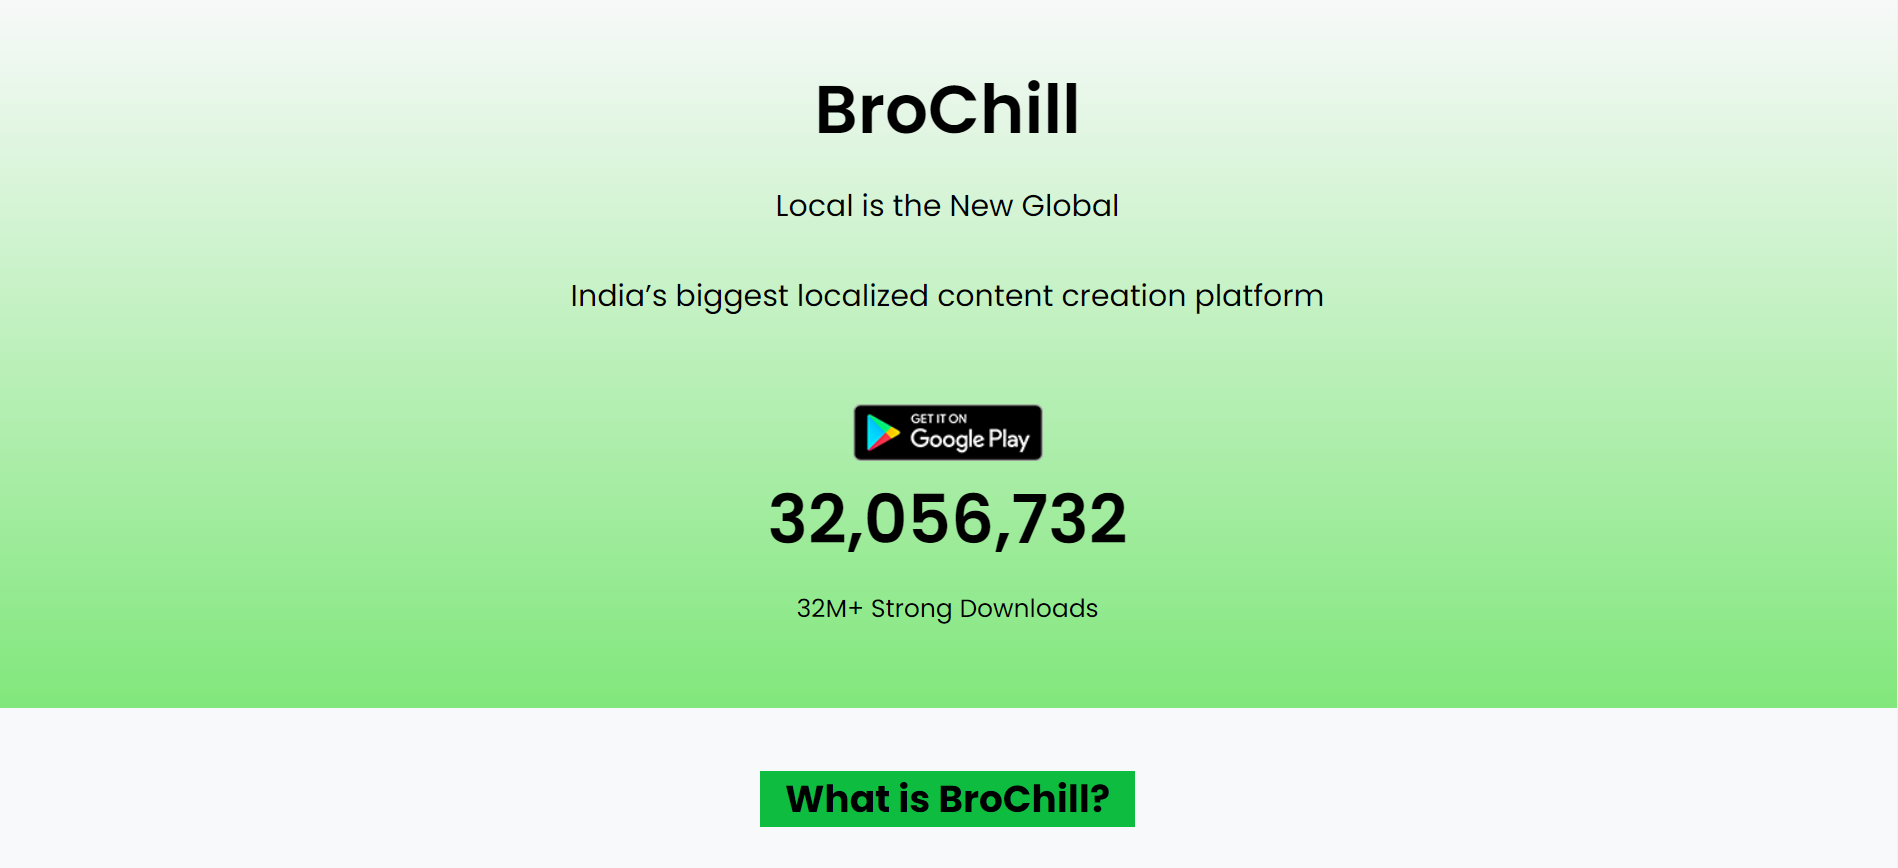 BroChill
Local is the New Global
India’s biggest localized content creation platform
GET IT ON
Google Play
32,056,732
32M+ Strong Downloads
What is BroChill?